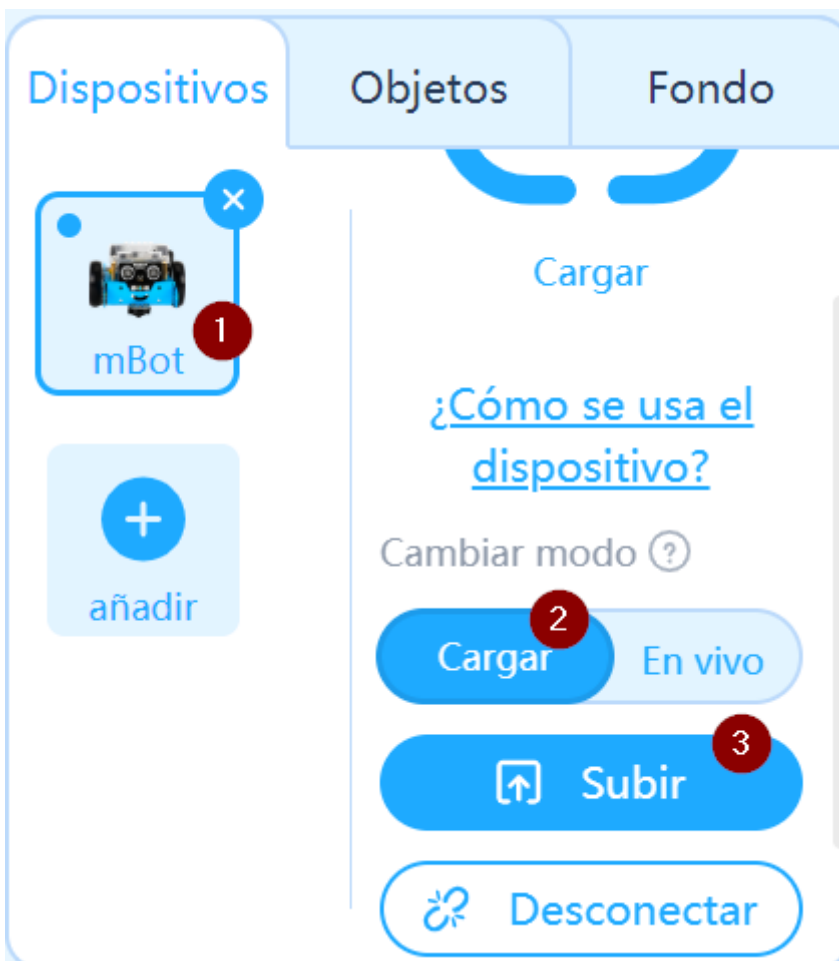 Dispositivos
Objetos
Fondo
1
mBot
añadir
Cargar
¿Cómo se usa el
dispositivo?
Cambiar modo ?
2
Cargar
En vivo
3
Subir
Desconectar